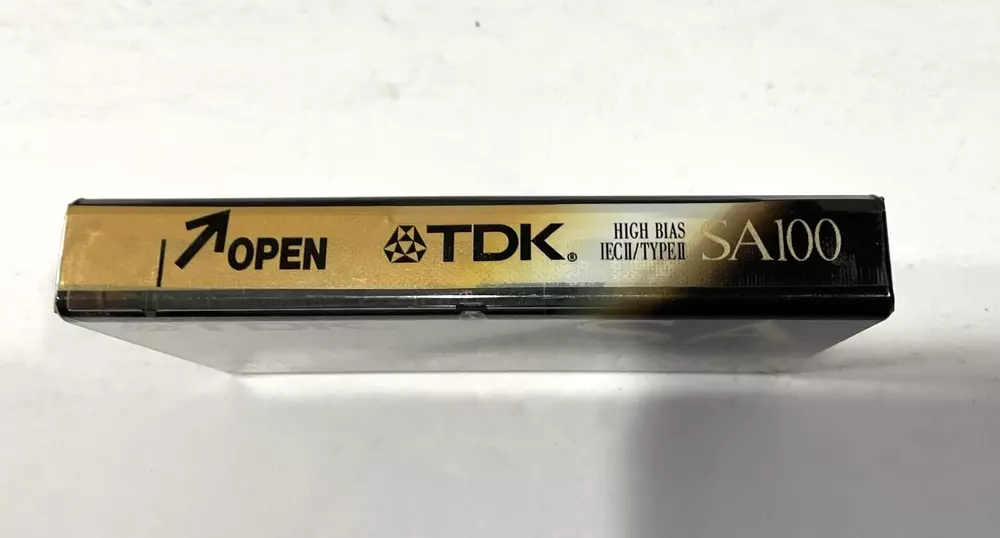 OPEN
TDK®
HIGH BIAS
IECII/TYPEII
SA100